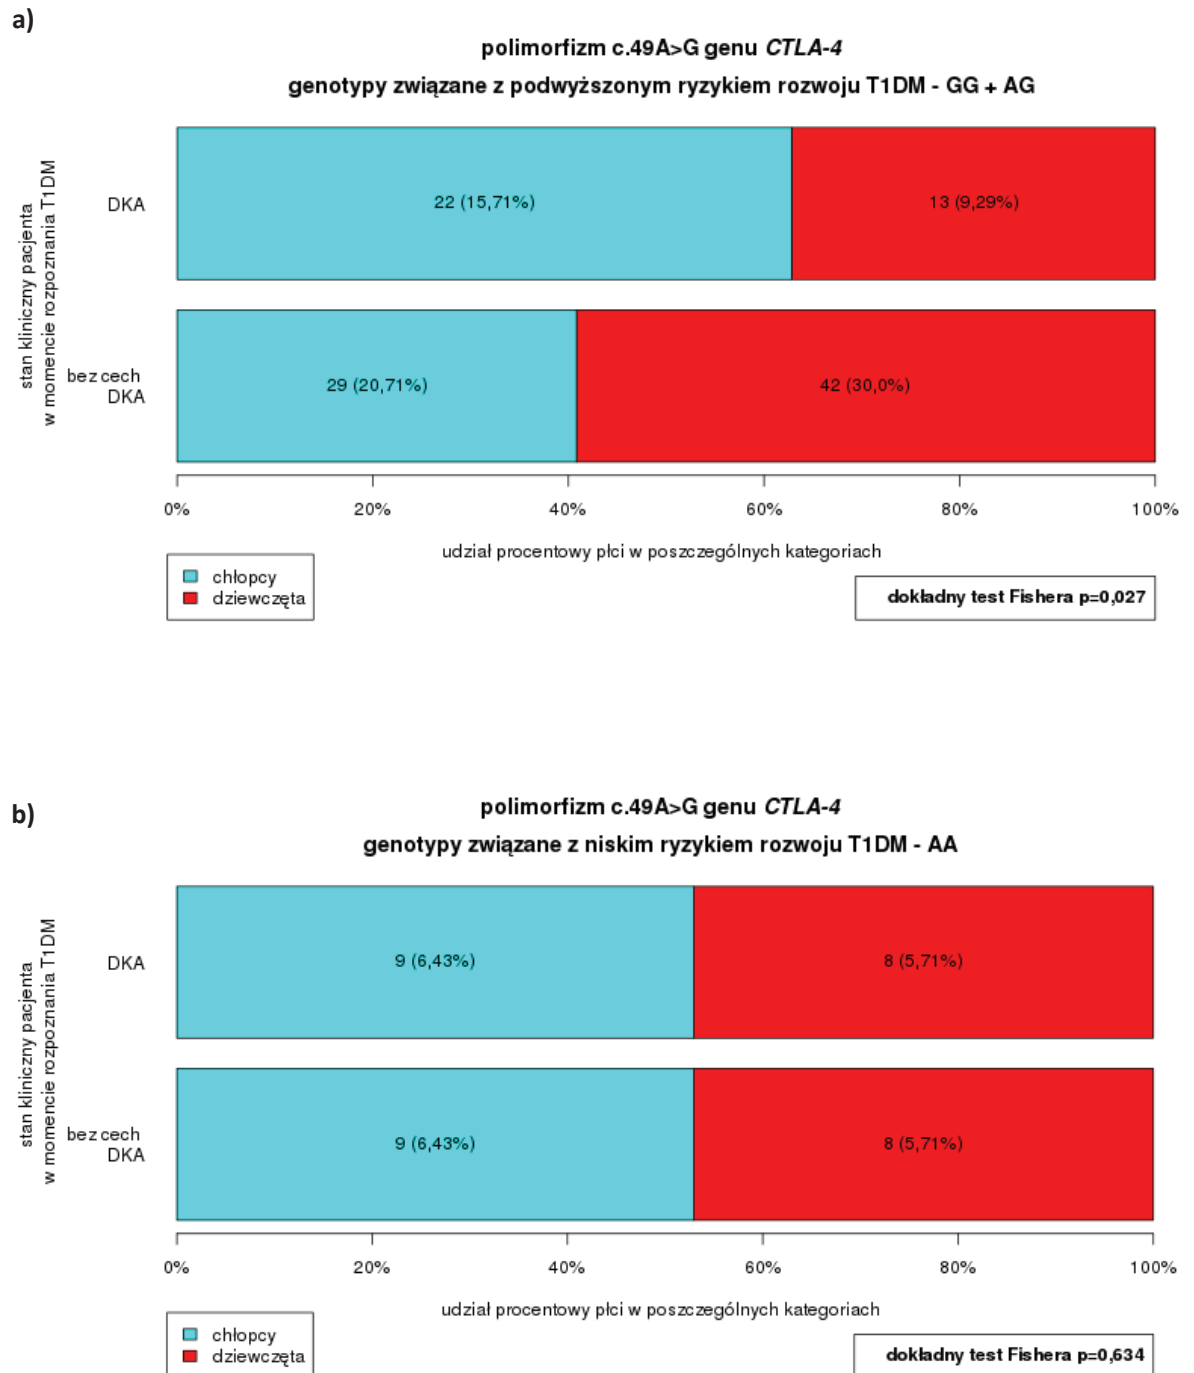 a)
polimorfizm c.49A>G genu CTLA-4
genotypy związane z podwyższonym ryzykiem rozwoju T1DM - GG + AG
stan kliniczny pacjenta
w momencie rozpoznania T1DM
DKA
22 (15,71%)
13 (9,29%)
bez cech
DKA
29 (20,71%)
42 (30,0%)
0%
20%
40%
60%
80%
100%
udział procentowy płci w poszczególnych kategoriach
chłopcy
dziewczęta
dokładny test Fishera p=0,027
b)
polimorfizm c.49A>G genu CTLA-4
genotypy związane z niskim ryzykiem rozwoju T1DM - AA
stan kliniczny pacjenta
w momencie rozpoznania T1DM
DKA
9 (6,43%)
8 (5,71%)
bez cech
DKA
9 (6,43%)
8 (5,71%)
0%
20%
40%
60%
80%
100%
udział procentowy płci w poszczególnych kategoriach
chłopcy
dziewczęta
dokładny test Fishera p=0,634